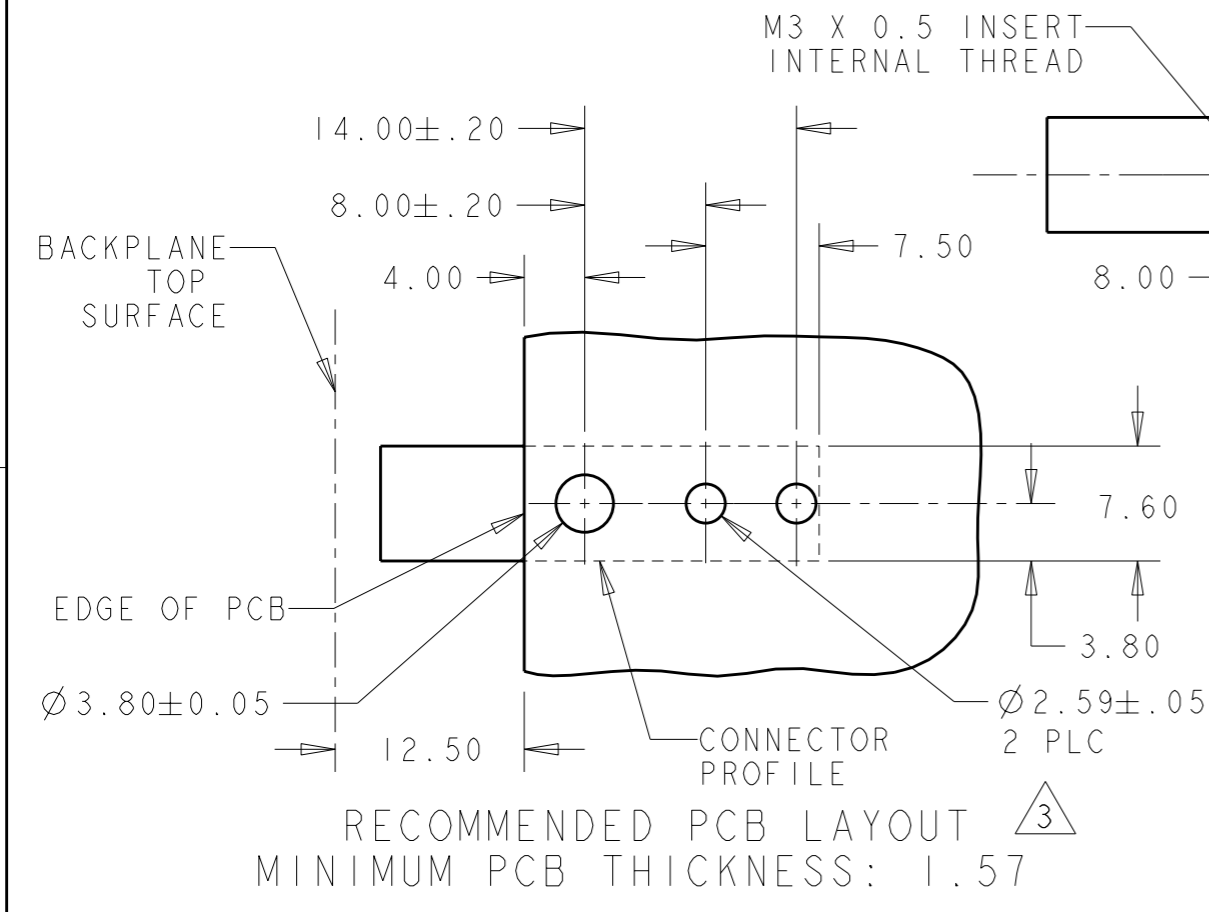 M3 X 0.5 INSERT
INTERNAL THREAD
14.00±.20
8.00±.20
BACKPLANE
TOP
SURFACE
4.00
7.50
8.00
7.60
EDGE OF PCB
3.80
Ø3.80±0.05
Ø2.59±.05
2 PLC
12.50
CONNECTOR
PROFILE
RECOMMENDED PCB LAYOUT
3
MINIMUM PCB THICKNESS: 1.57